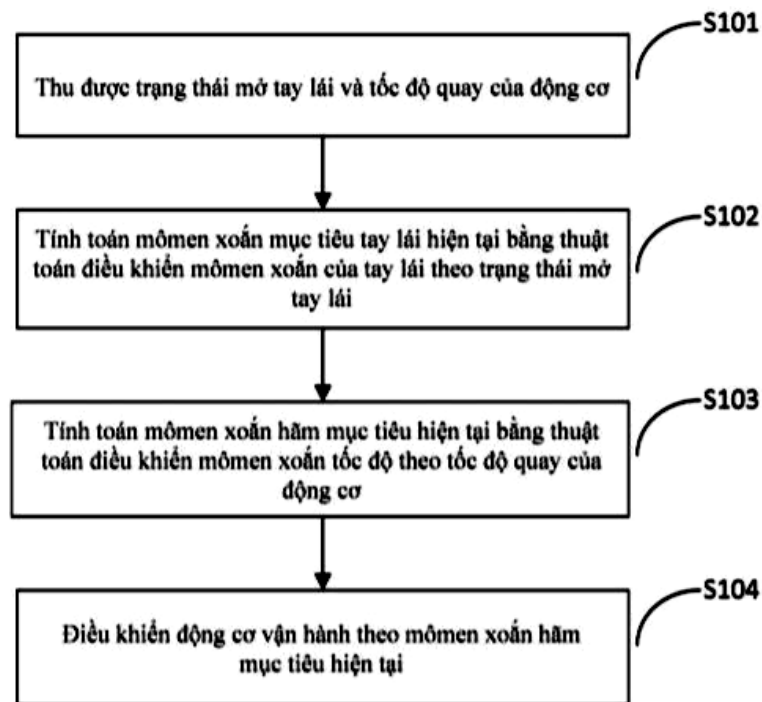 S101
Thu được trạng thái mở tay lái và tốc độ quay của động cơ
S102
Tính toán mômen xoắn mục tiêu tay lái hiện tại bằng thuật
toán điều khiển mômen xoắn của tay lái theo trạng thái mở
tay lái
S103
Tính toán mômen xoắn hãm mục tiêu hiện tại bằng thuật
toán điều khiển mômen xoắn tốc độ theo tốc độ quay của
động cơ
S104
Điều khiển động cơ vận hành theo mômen xoắn hãm
mục tiêu hiện tại